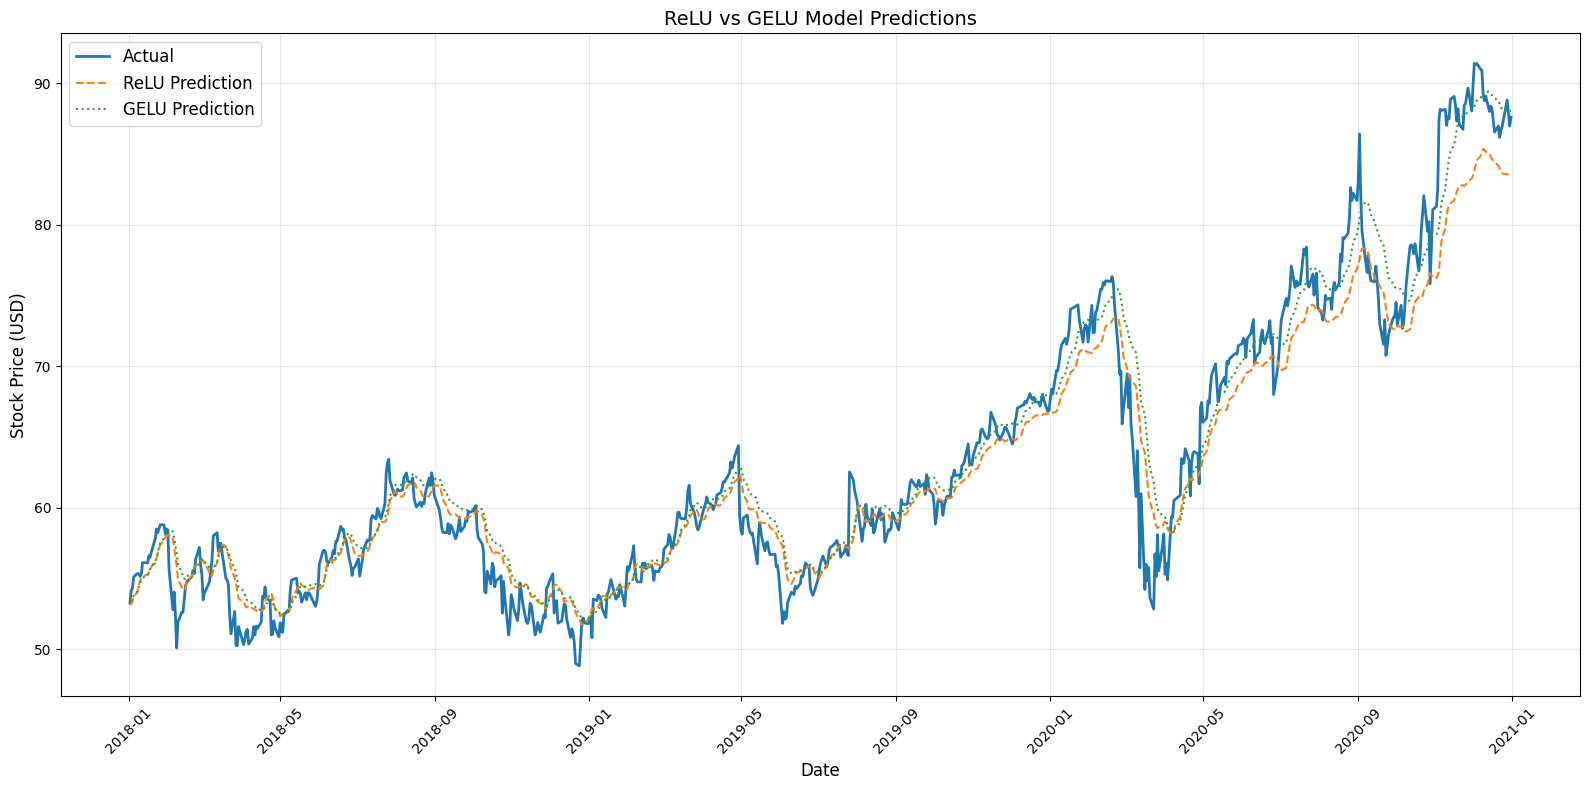 ReLU vs GELU Model Predictions
Actual
ReLU Prediction
GELU Prediction
Stock Price (USD)
90
80
70
60
50
2018-01
2018-05
2018-09
2019-01
2019-05
2019-09
2020-01
2020-05
2020-09
2021-01
Date